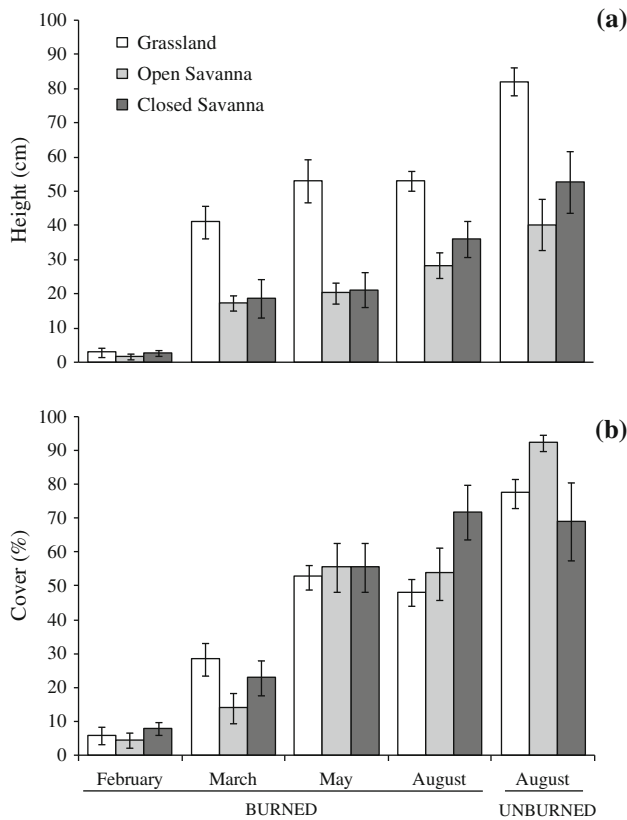 (a)
Grassland
Open Savanna
Closed Savanna
Height (cm)
100
90
80
70
60
50
40
30
20
10
0
(b)
Cover (%)
100
90
80
70
60
50
40
30
20
10
0
February March May August August
BURNED UNBURNED